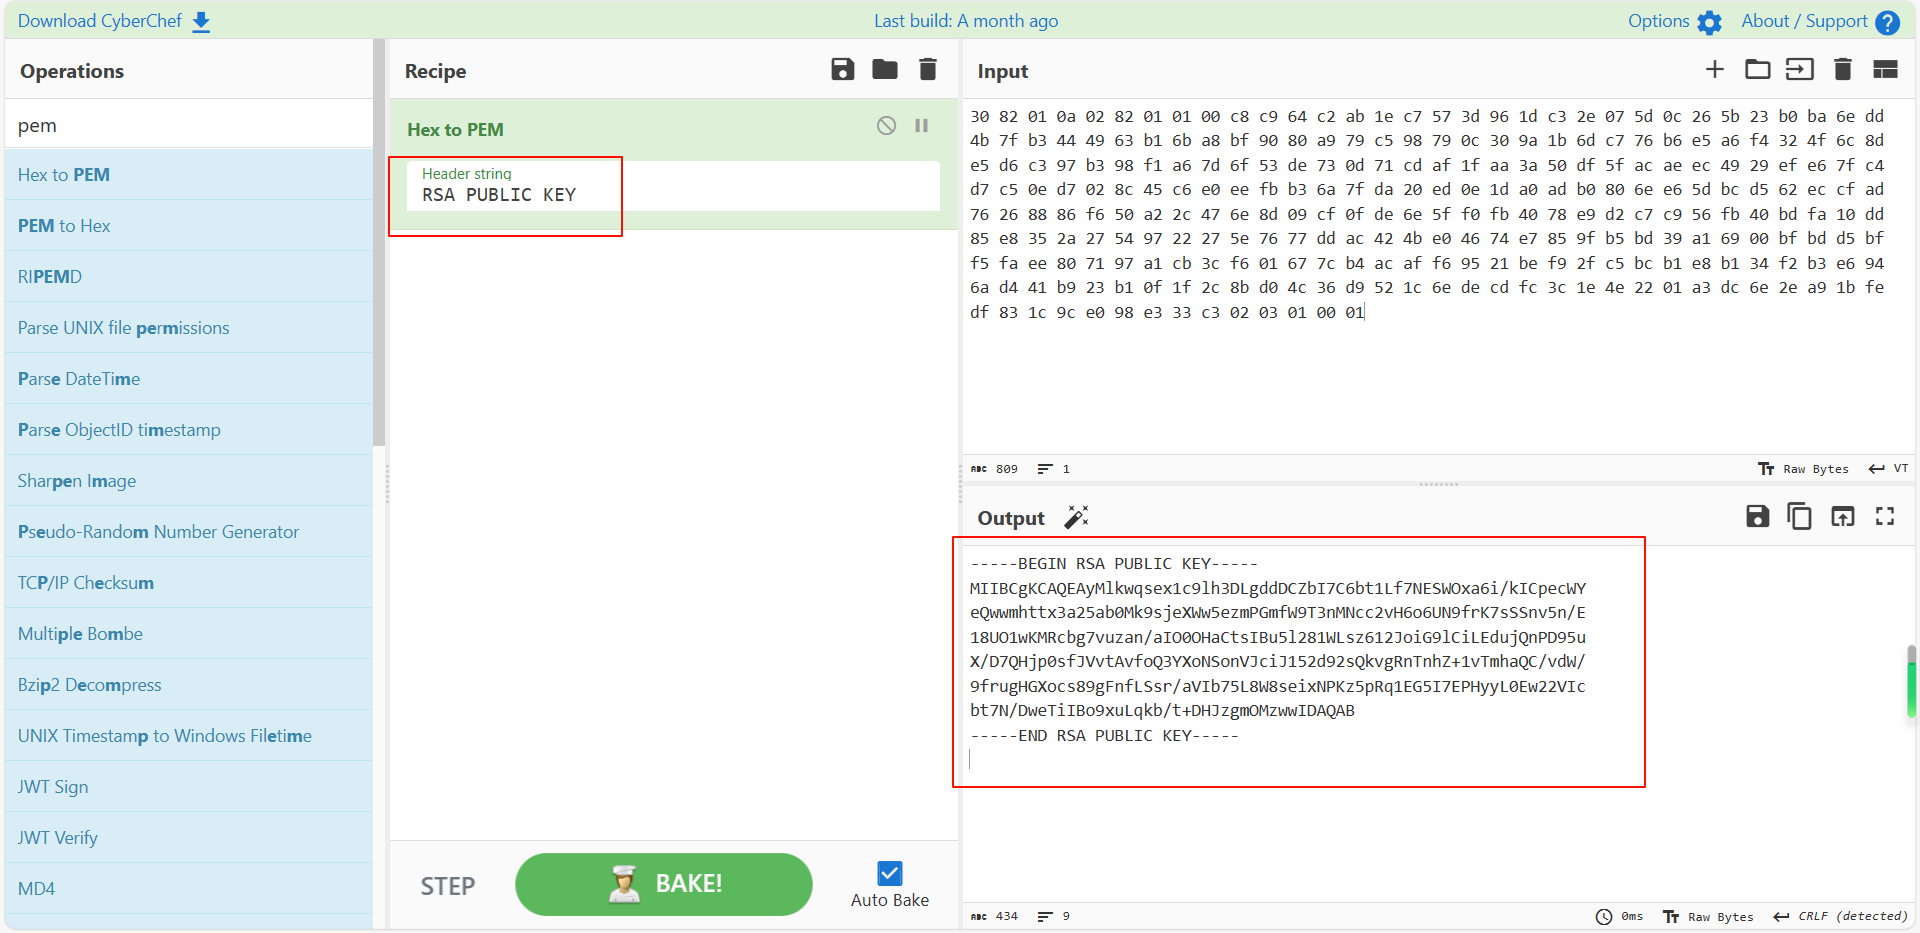 Download CyberChef
Last build: A month ago
Options
About / Support
Operations
pem
Hex to PEM
PEM to Hex
RIPEMD
Parse UNIX file permissions
Parse DateTime
Parse ObjectID timestamp
Sharpen Image
Pseudo-Random Number Generator
TCP/IP Checksum
Multiple Bombe
Bzip2 Decompress
UNIX Timestamp to Windows Filetime
JWT Sign
JWT Verify
MD4
Recipe
Hex to PEM
Header string
RSA PUBLIC KEY
STEP
BAKE!
Auto Bake
Input
30 82 01 0a 02 82 01 01 00 c8 c9 64 c2 ab 1e c7 57 3d 96 1d c3 2e 07 5d 0c 26 5b 23 b0 ba 6e dd
4b 7f b3 44 49 63 b1 6b a8 bf 90 80 a9 79 c5 98 79 0c 30 9a 1b 6d c7 76 b6 e5 a6 f4 32 4f 6c 8d
e5 d6 c3 97 b3 98 f1 a6 7d 6f 53 de 73 0d 71 cd af 1f aa 3a 50 df 5f ac ae ec 49 29 ef e6 7f c4
d7 c5 0e d7 02 8c 45 c6 e0 ee fb b3 6a 7f da 20 ed 0e 1d a0 ad b0 80 6e e6 5d bc d5 62 ec cf ad
76 26 88 86 f6 50 a2 2c 47 6e 8d 09 cf 0f de 6e 5f f0 fb 40 78 e9 d2 c7 c9 56 fb 40 bd fa 10 dd
85 e8 35 2a 27 54 97 22 27 5e 76 77 dd ac 42 4b e0 46 74 e7 85 9f b5 bd 39 a1 69 00 bf bd d5 bf
f5 fa ee 80 71 97 a1 cb 3c f6 01 67 7c b4 ac af f6 95 21 be f9 2f c5 bc b1 e8 b1 34 f2 b3 e6 94
6a d4 41 b9 23 b1 0f 1f 2c 8b d0 4c 36 d9 52 1c 6e de cd fc 3c 1e 4e 22 01 a3 dc 6e 2e a9 1b fe
df 83 1c 9c e0 98 e3 33 c3 02 03 01 00 01
ABC 809 1
Raw Bytes VT
Output
-----BEGIN RSA PUBLIC KEY-----
MIIBCgKCAQEAyMlkwqsex1c9lh3DLgddDCZbI7C6bt1Lf7NESWOxa6i/kICpecWY
eQwwmhttx3a25ab0Mk9sjeXWw5ezmPGmfW9T3nMNcc2vH6o6UN9frK7sSSnv5n/E
18UO1wKMRcbg7vuzan/aIO0OHaCtsIBu5l281WLsz612JoiG9lCiLEdujQnPD95u
X/D7QHjp0sfJVvtAvfoQ3YXoNSonVJciJ152d92sQkvgRnTnhZ+1vTmhaQC/vdW/
9frugHGXocs89gFnfLSsr/aVIb75L8W8seixNPKz5pRq1EG5I7EPHyyL0Ew22VIc
bt7N/DweTiIBo9xuLqkb/t+DHJzgmOMzwwIDAQAB
-----END RSA PUBLIC KEY-----
ABC 434 9
0ms Raw Bytes CRLF (detected)